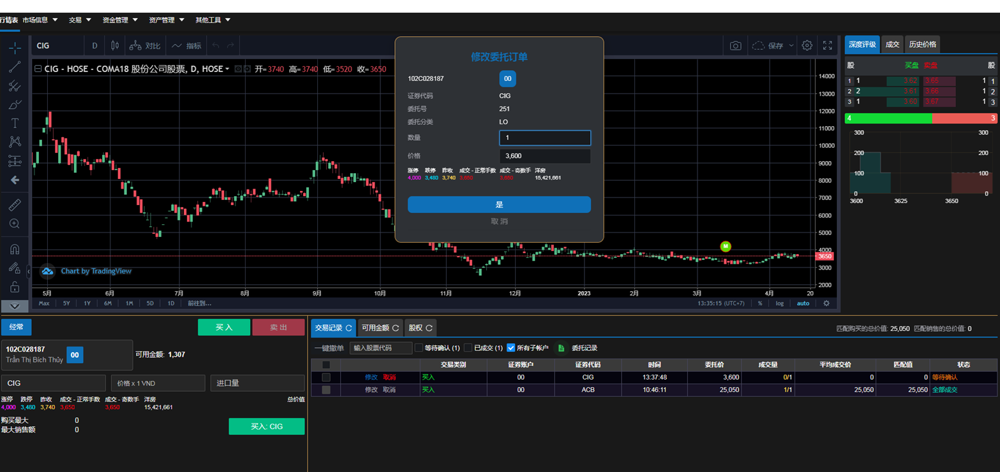 行情表 市场信息 交易 资金管理 资产管理 其他工具
CIG D 对比 指标 保存
CIG - HOSE - COMA18 股份公司股票, D, HOSE 开=3740 高=3740 低=3520 收=3650
14000
13000
12000
11000
10000
9000
8000
7000
6000
5000
4000
3650
3000
2000
M
Chart by TradingView
5月 6月 7月 8月 9月 10月 11月 12月 2023 2月 3月 4月 20
Max 5Y 1Y 6M 1M 5D 1D 前往到... 13:35:15 (UTC+7) % log auto
修改委托订单
102C028187 00
证券代码 CIG
委托号 251
委托分类 LO
数量 1
价格 3,600
涨停 跌停 昨收 成交 - 正常手数 成交 - 奇数手 洋房
4,000 3,480 3,740 3,650 3,650 15,421,661
是
取消
深度评级 成交 历史价格
股 买盘 卖盘 股
1 1 3.62 3.65 1 1
2 2 3.61 3.66 1 2
3 1 3.60 3.67 1 3
4 3
300 300
200 200
100 100
0 0
3600 3625 3650
经常 买入 卖出
102C028187
Trần Thị Bích Thủy 00
可用金额: 1,307
CIG 价格 x 1 VND 进口量
涨停 跌停 昨收 成交 - 正常手数 成交 - 奇数手 洋房 总价值
4,000 3,480 3,740 3,650 3,650 15,421,661
购买最大 0
最大销售额 0
买入: CIG
交易记录 可用金额 股权 匹配购买的总价值: 25,050 匹配销售的总价值: 0
一键撤单 输入股票代码 等待确认 (1) 已成交 (1) 所有子帐户 委托记录
交易类别 证券账户 证券代码 时间 委托价 成交量 平均成交价 匹配值 状态
修改 取消 买入 00 CIG 13:37:48 3,600 0/1 0 0 等待确认
修改 取消 买入 00 ACB 10:46:11 25,050 1/1 25,050 25,050 全部成交